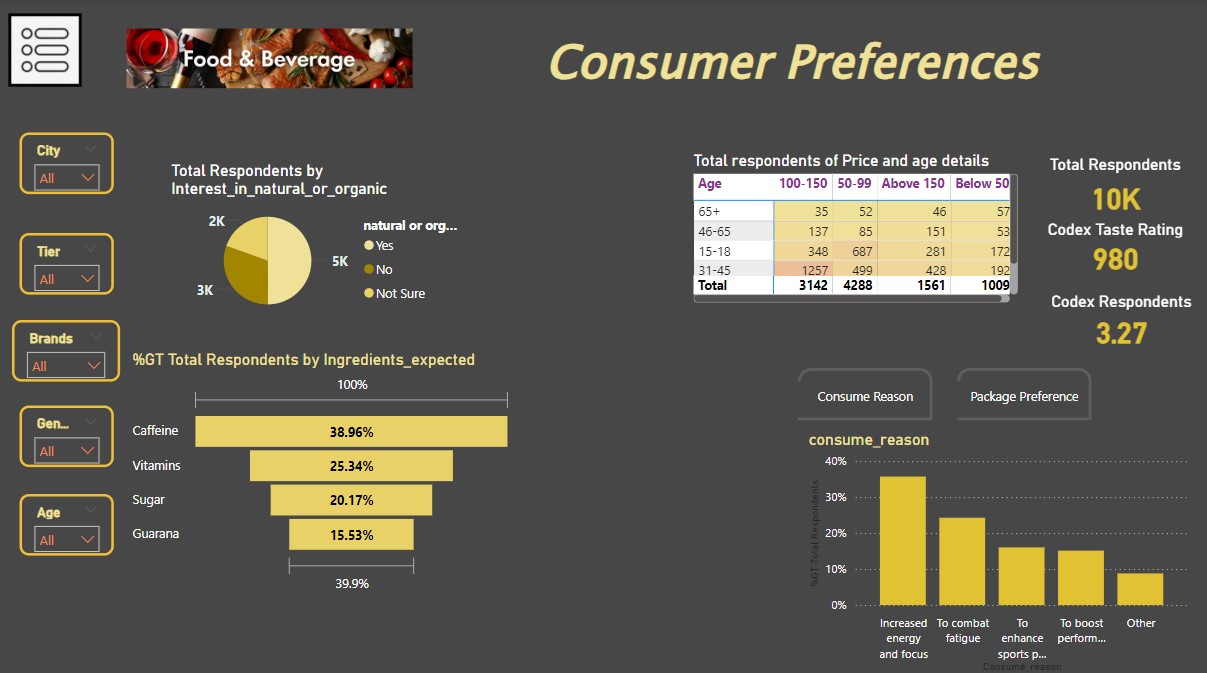 Food & Beverage
Consumer Preferences
City
All
Tier
All
Brands
All
Gen...
All
Age
All
Total Respondents by
Interest_in_natural_or_organic
2K
5K
3K
natural or org...
Yes
No
Not Sure
Total respondents of Price and age details
Age 100-150 50-99 Above 150 Below 50
65+ 35 52 46 57
46-65 137 85 151 53
15-18 348 687 281 172
31-45 1257 499 428 192
Total 3142 4288 1561 1009
Total Respondents
10K
Codex Taste Rating
980
Codex Respondents
3.27
%GT Total Respondents by Ingredients_expected
100%
Caffeine 38.96%
Vitamins 25.34%
Sugar 20.17%
Guarana 15.53%
39.9%
Consume Reason
Package Preference
consume_reason
%GT Total Respondents
40%
30%
20%
10%
0%
Increased
energy
and focus
To combat
fatigue
To
enhance
sports p...
To boost
perform...
Other
Consume_reason